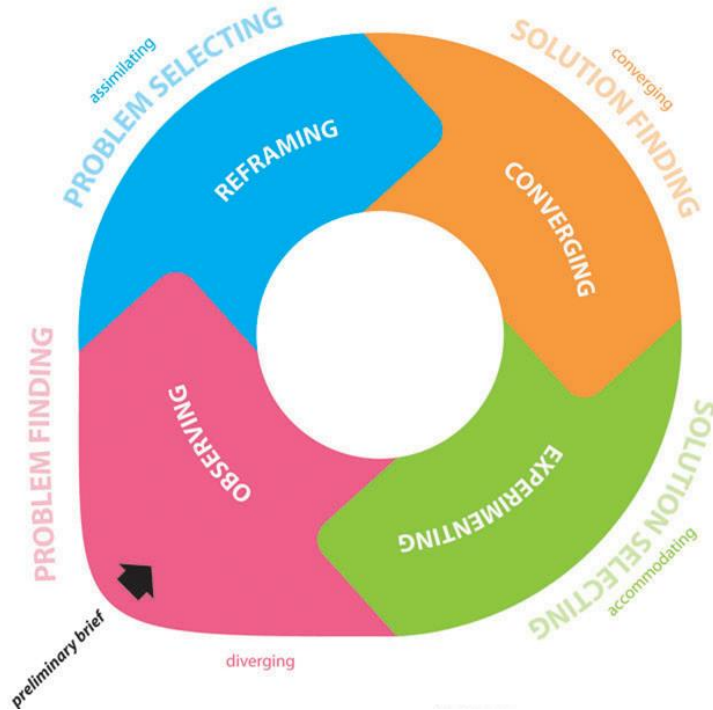 PROBLEM SELECTING
assimilating
REFRAMING
SOLUTION FINDING
converging
CONVERGING
PROBLEM FINDING
OBSERVING
EXPERIMENTING
SOLUTION SELECTING
accommodating
preliminary brief
diverging